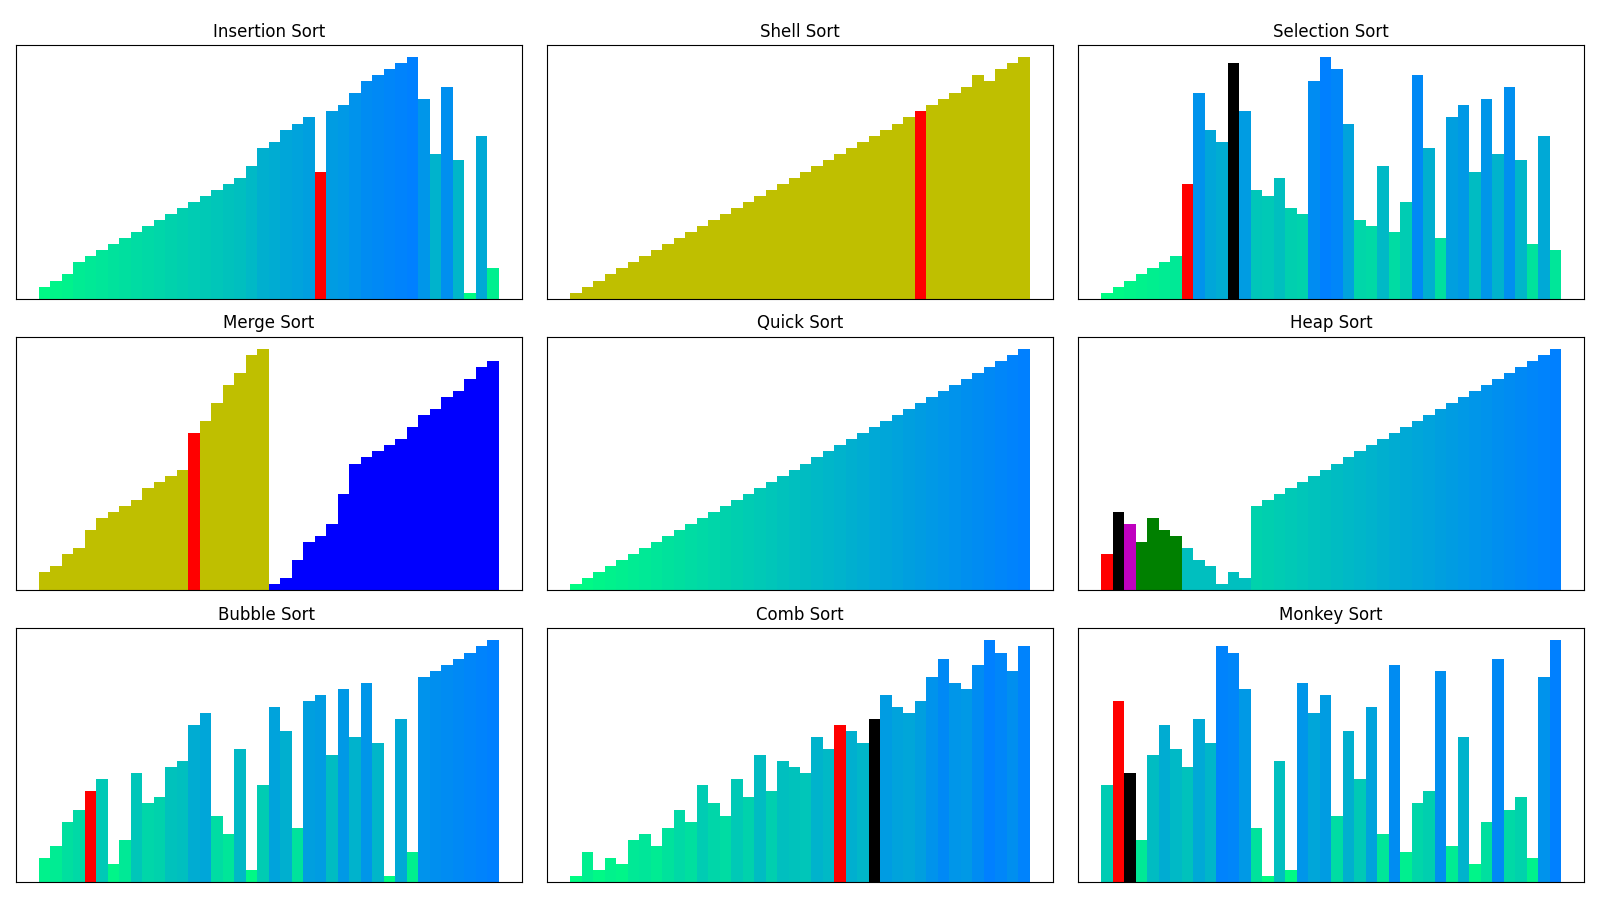 Insertion Sort
Shell Sort
Selection Sort
Merge Sort
Quick Sort
Heap Sort
Bubble Sort
Comb Sort
Monkey Sort